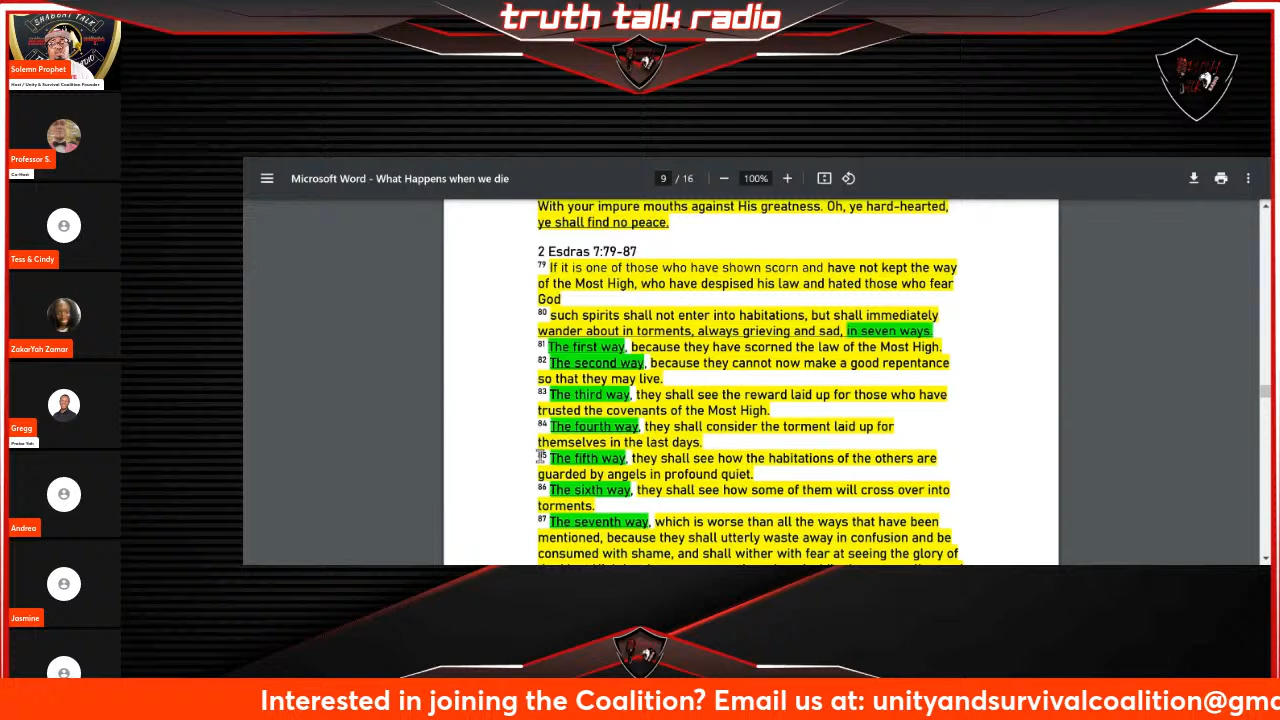 truth talk radio
SHABODI TALK
Solemn Prophet
Host / Unity & Survival Coalition Founder
Professor S.
Co-Host
Tess & Cindy
ZakarYah Zamar
Gregg
Praise Yah
Andrea
Jasmine
Microsoft Word - What Happens when we die
9 / 16
100%
With your impure mouths against His greatness. Oh, ye hard-hearted,
ye shall find no peace.
2 Esdras 7:79-87
79 If it is one of those who have shown scorn and have not kept the way
of the Most High, who have despised his law and hated those who fear
God
80 such spirits shall not enter into habitations, but shall immediately
wander about in torments, always grieving and sad, in seven ways.
81 The first way, because they have scorned the law of the Most High.
82 The second way, because they cannot now make a good repentance
so that they may live.
83 The third way, they shall see the reward laid up for those who have
trusted the covenants of the Most High.
84 The fourth way, they shall consider the torment laid up for
themselves in the last days.
85 The fifth way, they shall see how the habitations of the others are
guarded by angels in profound quiet.
86 The sixth way, they shall see how some of them will cross over into
torments.
87 The seventh way, which is worse than all the ways that have been
mentioned, because they shall utterly waste away in confusion and be
consumed with shame, and shall wither with fear at seeing the glory of
Interested in joining the Coalition? Email us at: unityandsurvivalcoalition@gma